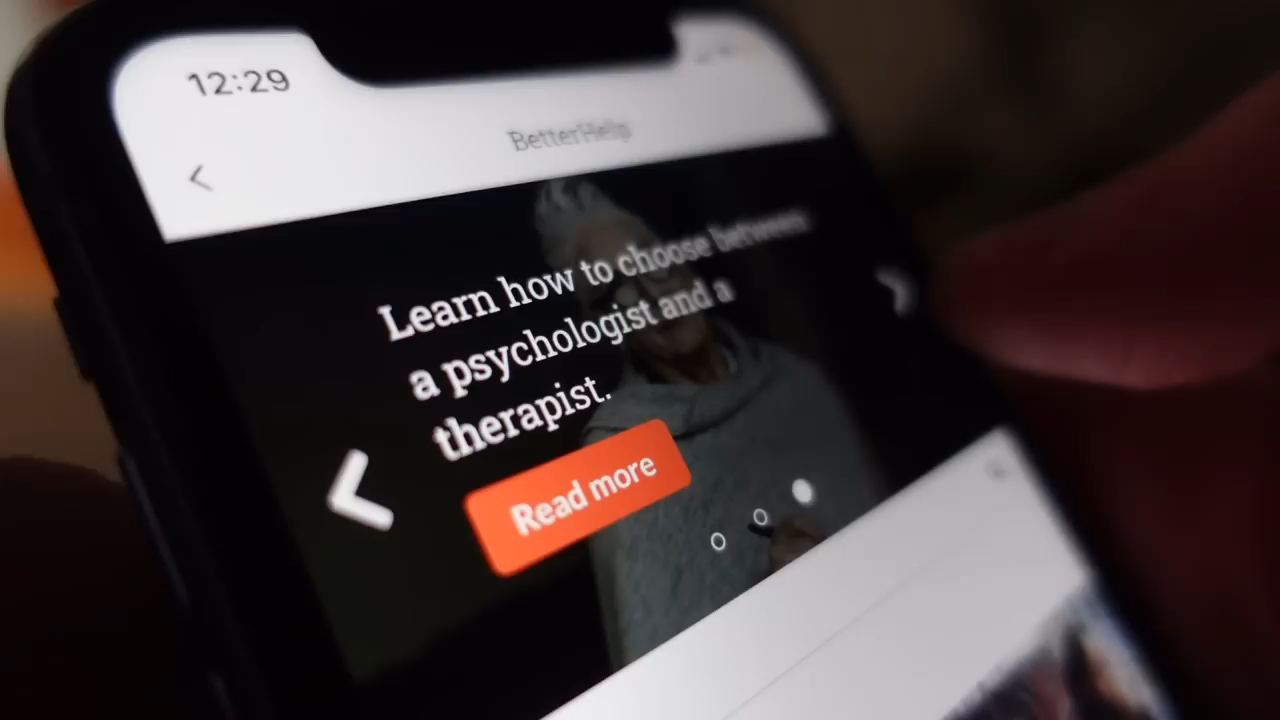 12:29
BetterHelp
Learn how to choose between
a psychologist and a
therapist.
Read more